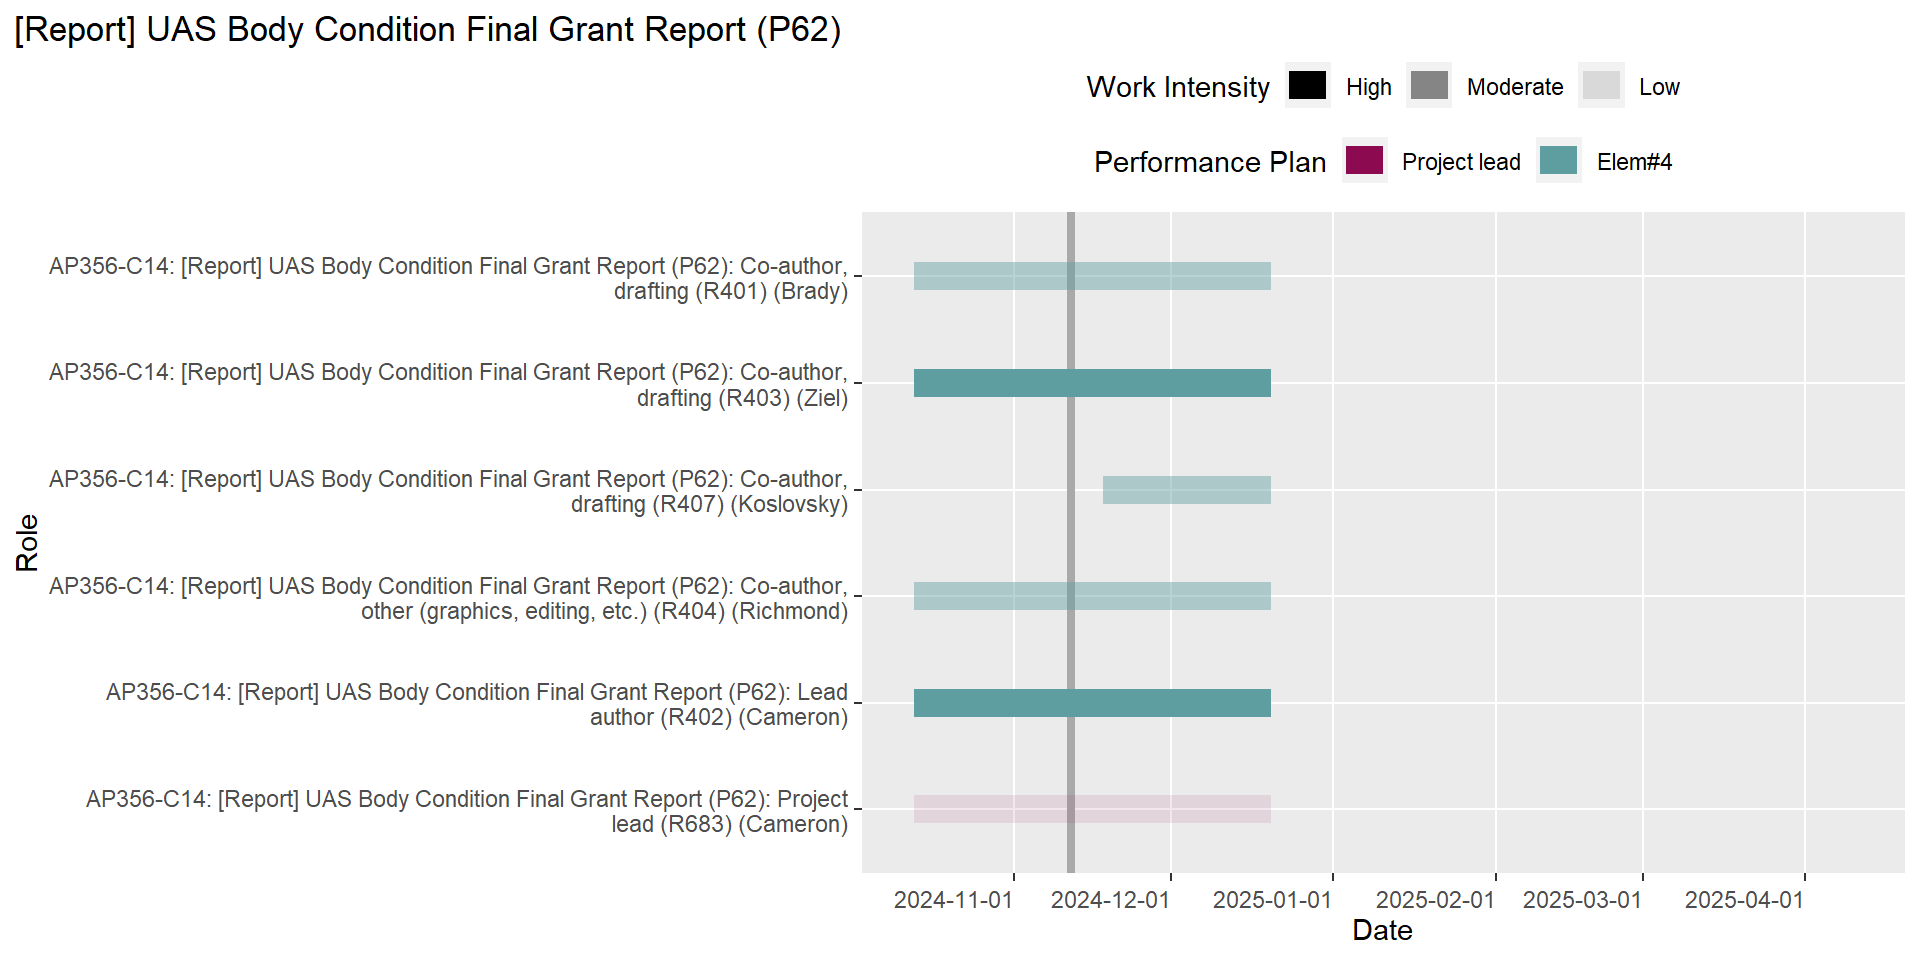 [Report] UAS Body Condition Final Grant Report (P62)
Work Intensity High Moderate Low
Performance Plan Project lead Elem#4
AP356-C14: [Report] UAS Body Condition Final Grant Report (P62): Co-author,
drafting (R401) (Brady)
AP356-C14: [Report] UAS Body Condition Final Grant Report (P62): Co-author,
drafting (R403) (Ziel)
AP356-C14: [Report] UAS Body Condition Final Grant Report (P62): Co-author,
drafting (R407) (Koslovsky)
Role
AP356-C14: [Report] UAS Body Condition Final Grant Report (P62): Co-author,
other (graphics, editing, etc.) (R404) (Richmond)
AP356-C14: [Report] UAS Body Condition Final Grant Report (P62): Lead
author (R402) (Cameron)
AP356-C14: [Report] UAS Body Condition Final Grant Report (P62): Project
lead (R683) (Cameron)
2024-11-01 2024-12-01 2025-01-01 2025-02-01 2025-03-01 2025-04-01
Date